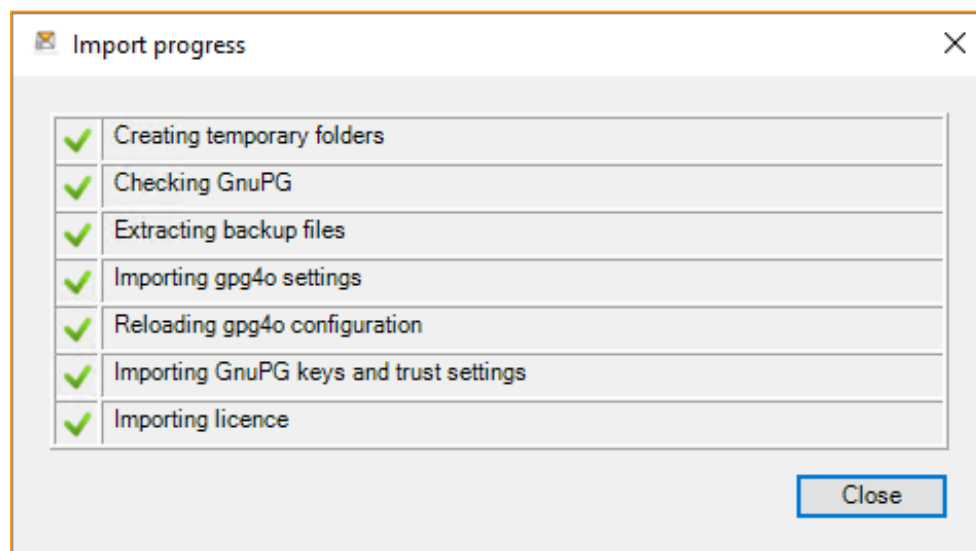 Import progress
Creating temporary folders
Checking GnuPG
Extracting backup files
Importing gpg4o settings
Reloading gpg4o configuration
Importing GnuPG keys and trust settings
Importing licence
Close